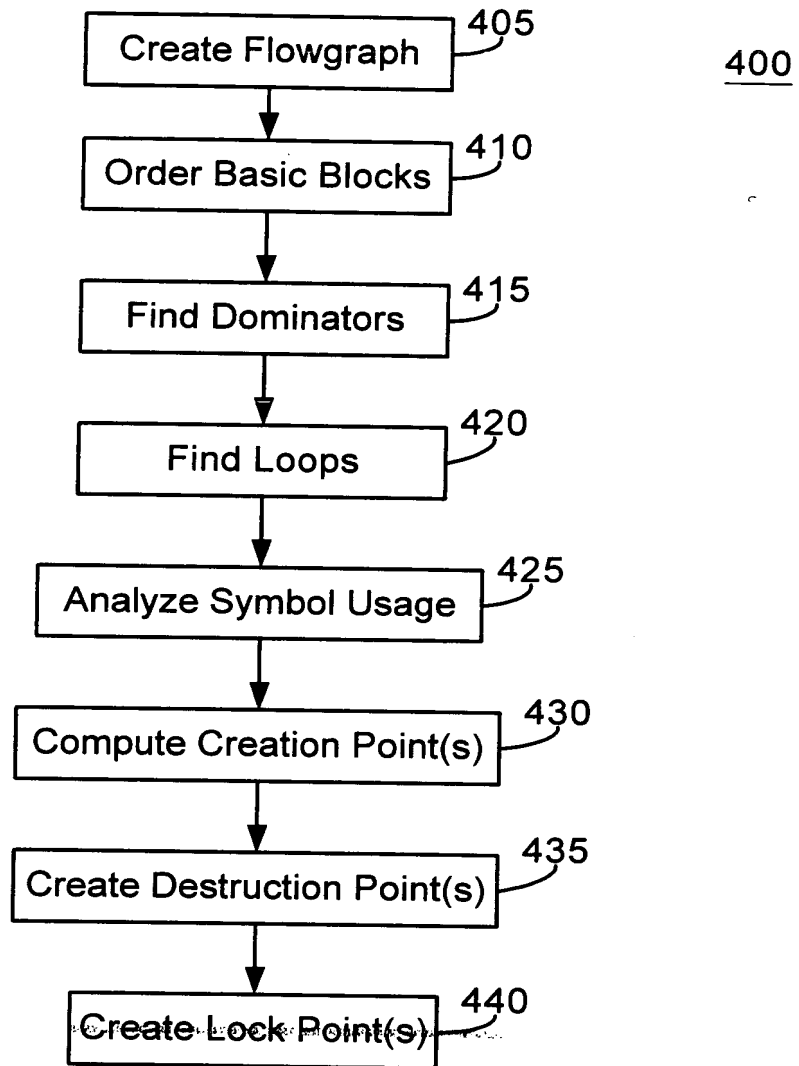 405
Create Flowgraph
400
410
Order Basic Blocks
415
Find Dominators
420
Find Loops
425
Analyze Symbol Usage
430
Compute Creation Point(s)
435
Create Destruction Point(s)
440
Create Lock Point(s)